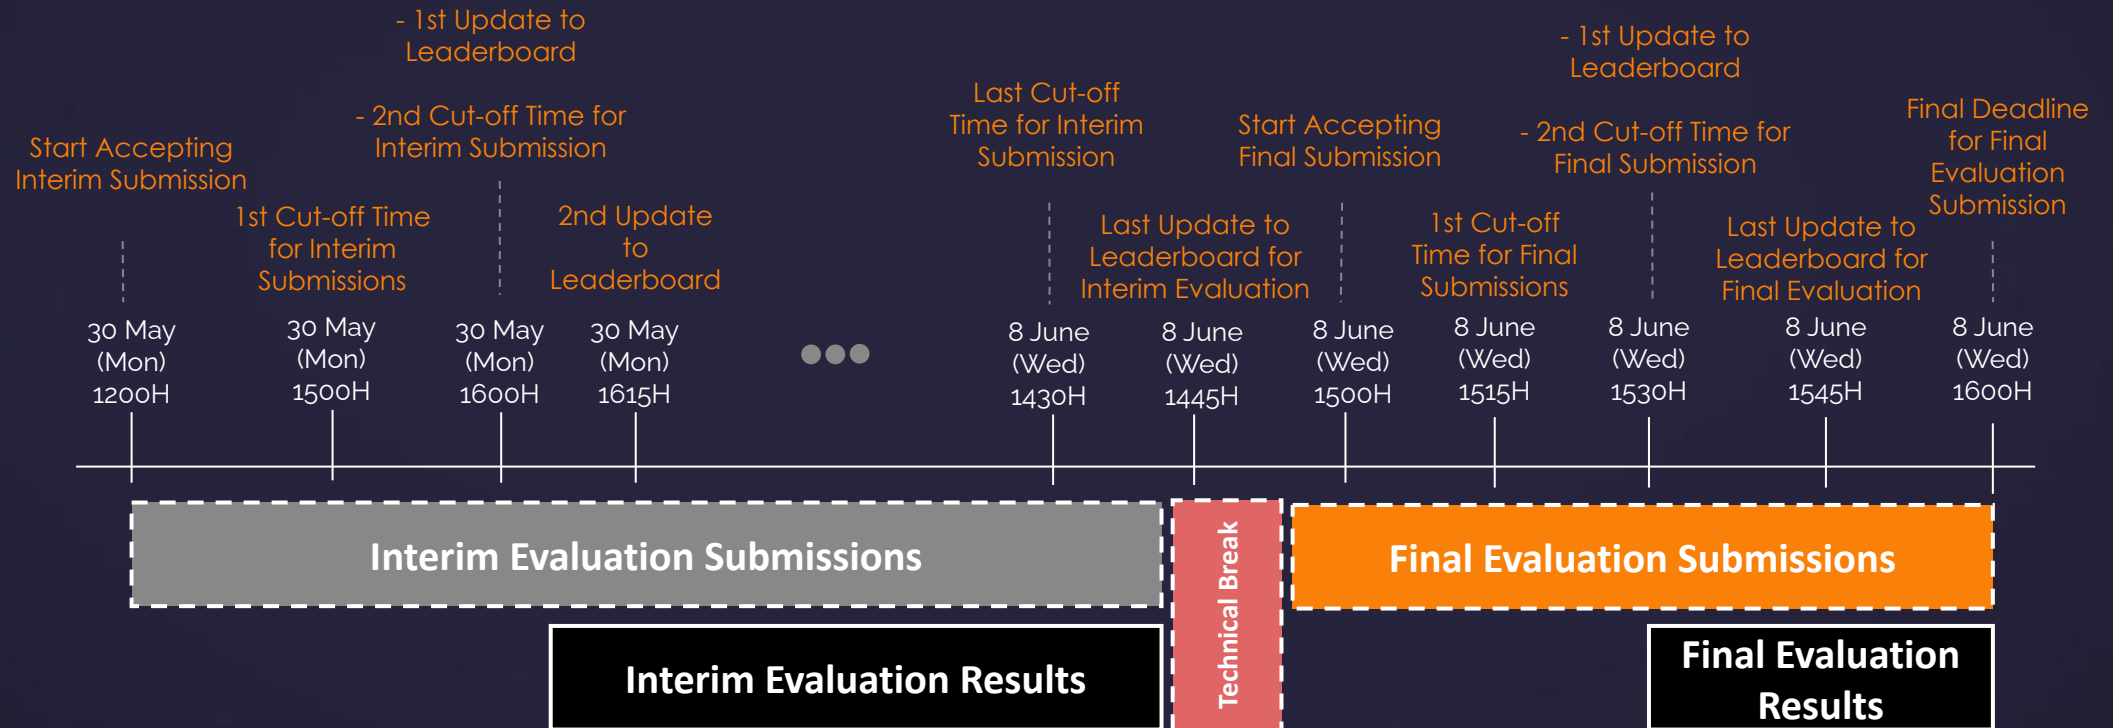 Start Accepting
Interim Submission
30 May
(Mon)
1200H
1st Cut-off Time
for Interim
Submissions
30 May
(Mon)
1500H
- 1st Update to
Leaderboard
- 2nd Cut-off Time for
Interim Submission
30 May
(Mon)
1600H
2nd Update
to
Leaderboard
30 May
(Mon)
1615H
Last Cut-off
Time for Interim
Submission
8 June
(Wed)
1430H
Last Update to
Leaderboard for
Interim Evaluation
8 June
(Wed)
1445H
Start Accepting
Final Submission
8 June
(Wed)
1500H
1st Cut-off
Time for Final
Submissions
8 June
(Wed)
1515H
- 1st Update to
Leaderboard
- 2nd Cut-off Time for
Final Submission
8 June
(Wed)
1530H
Last Update to
Leaderboard for
Final Evaluation
8 June
(Wed)
1545H
Final Deadline
for Final
Evaluation
Submission
8 June
(Wed)
1600H
Interim Evaluation Submissions
Technical Break
Final Evaluation Submissions
Interim Evaluation Results
Final Evaluation
Results